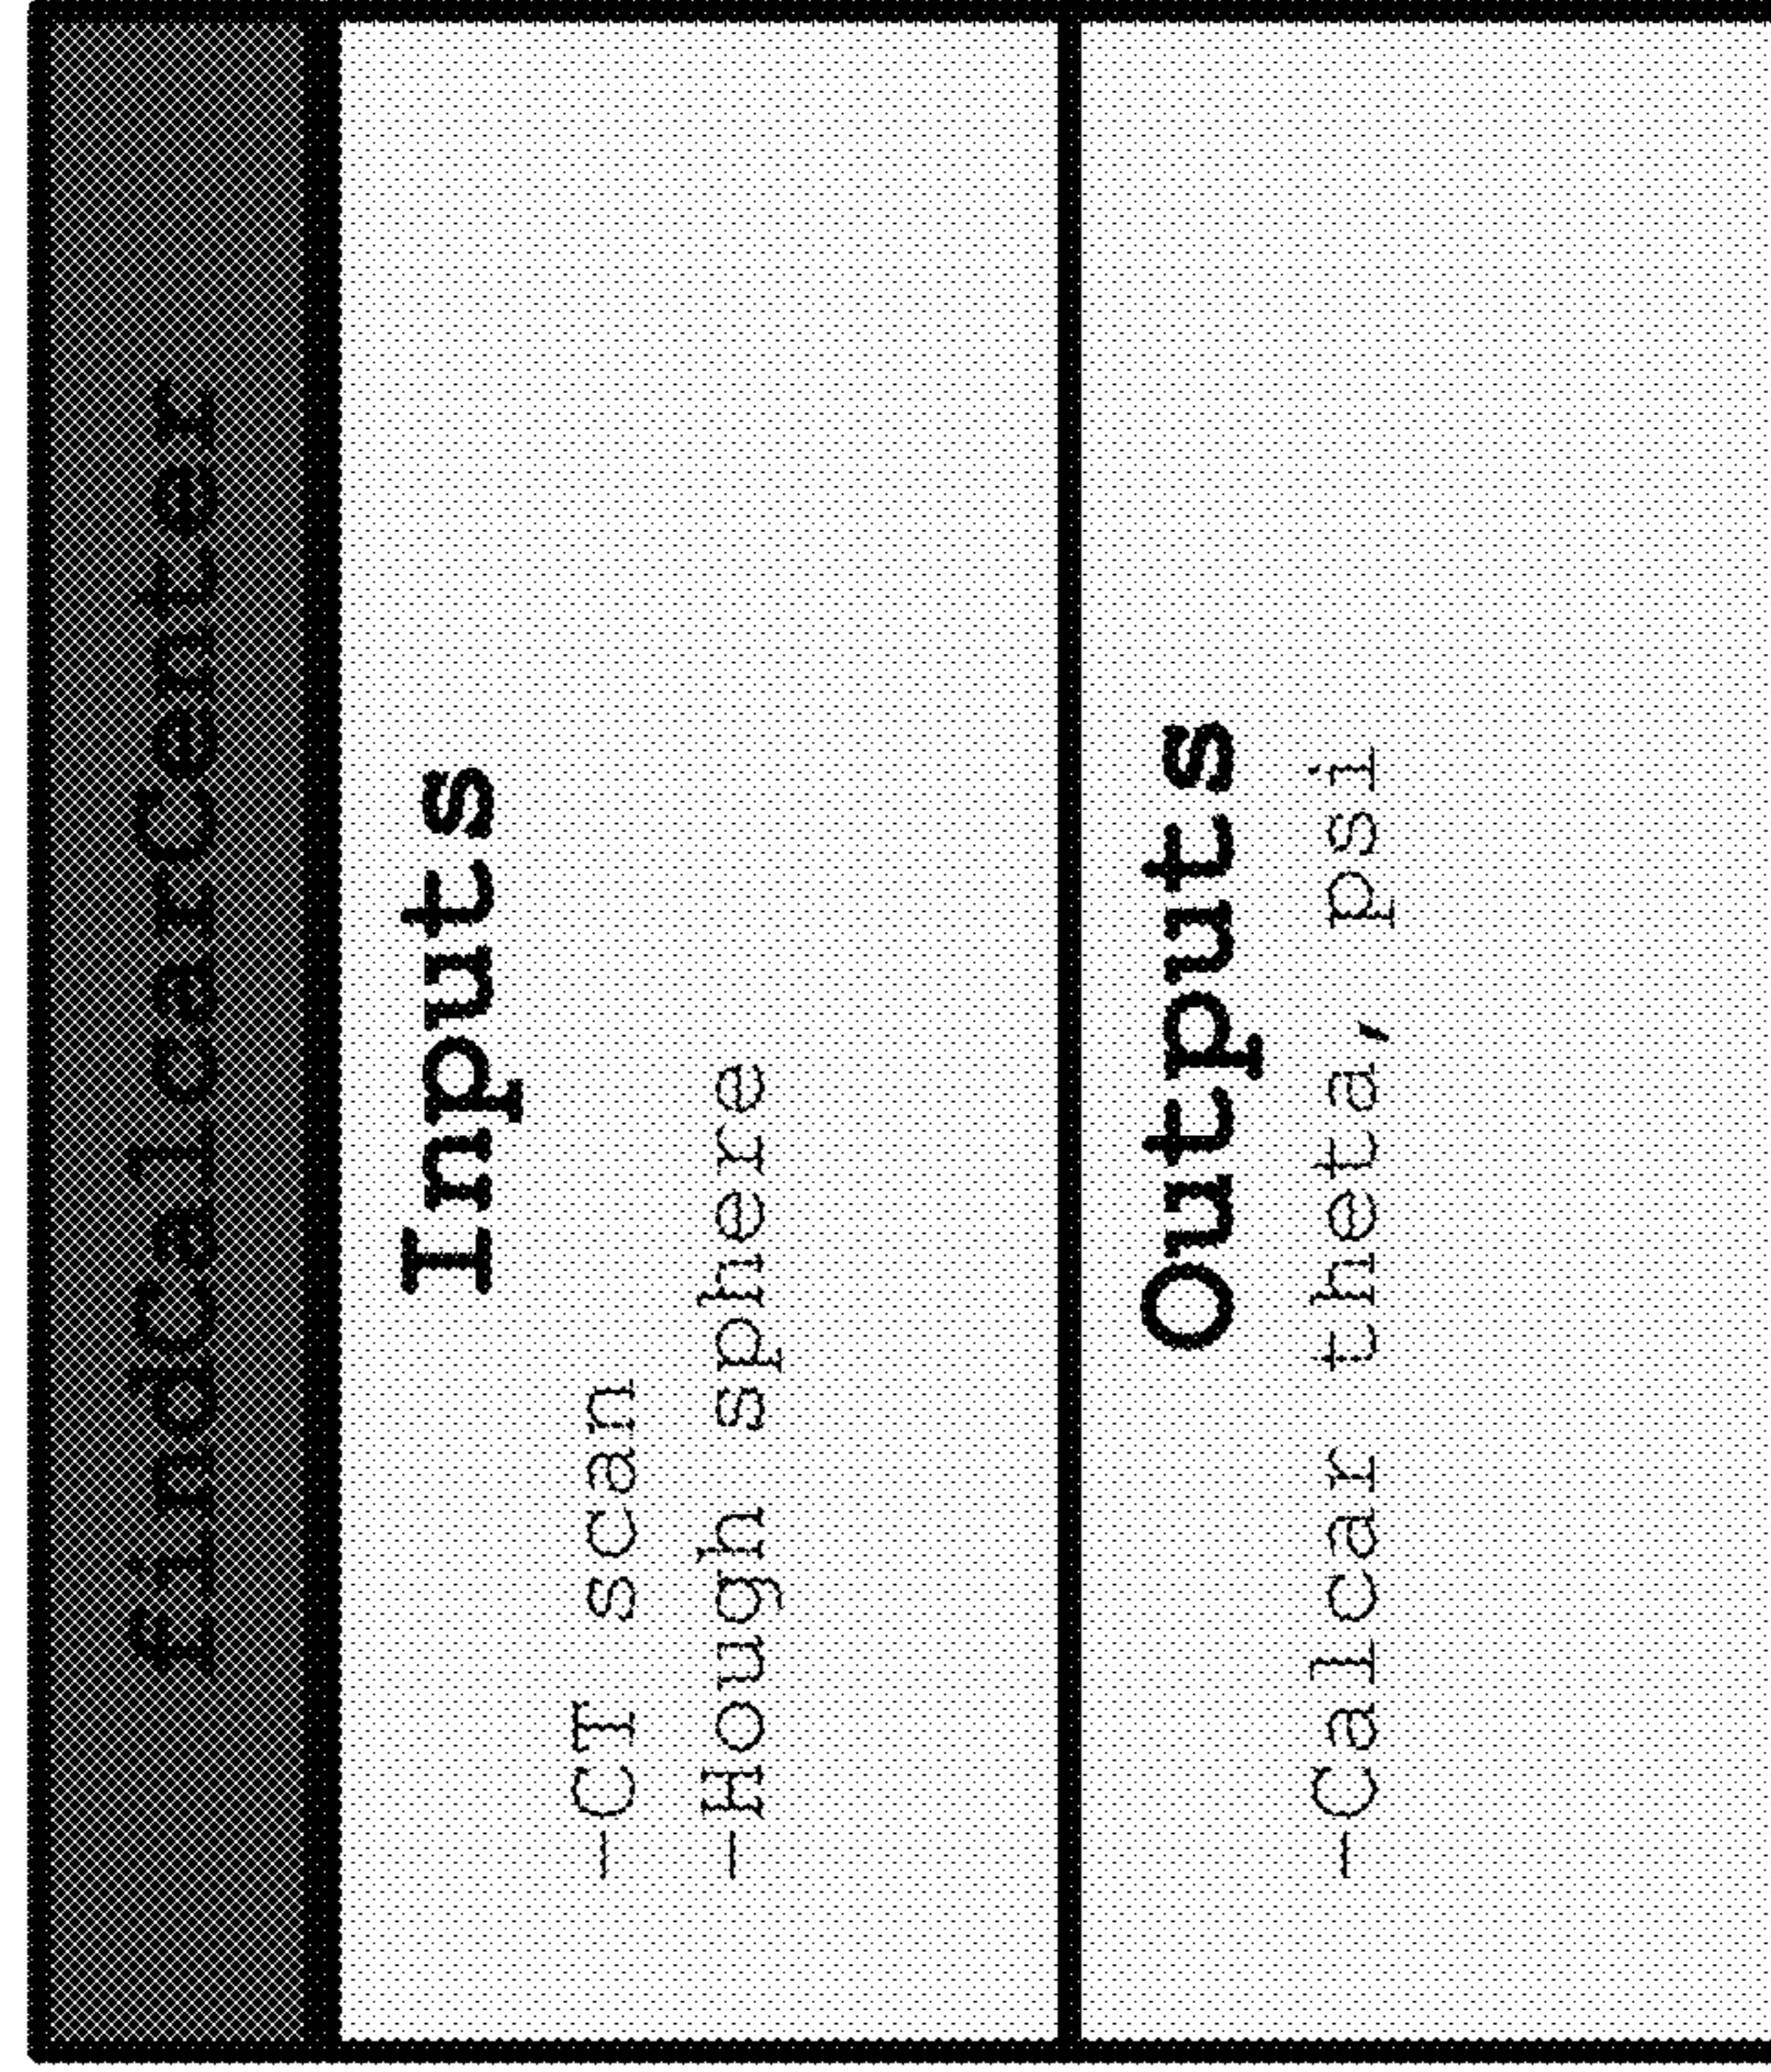 findCalcarCenter
Inputs
-CT scan
-Hough sphere
Outputs
-Calcar theta, psi